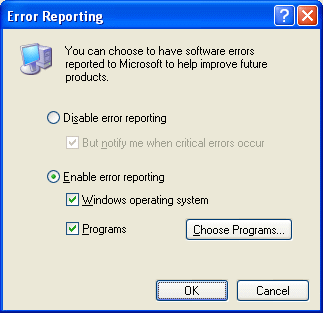 Error Reporting
You can choose to have software errors
reported to Microsoft to help improve future
products.
Disable error reporting
But notify me when critical errors occur
Enable error reporting
Windows operating system
Programs
Choose Programs...
OK
Cancel